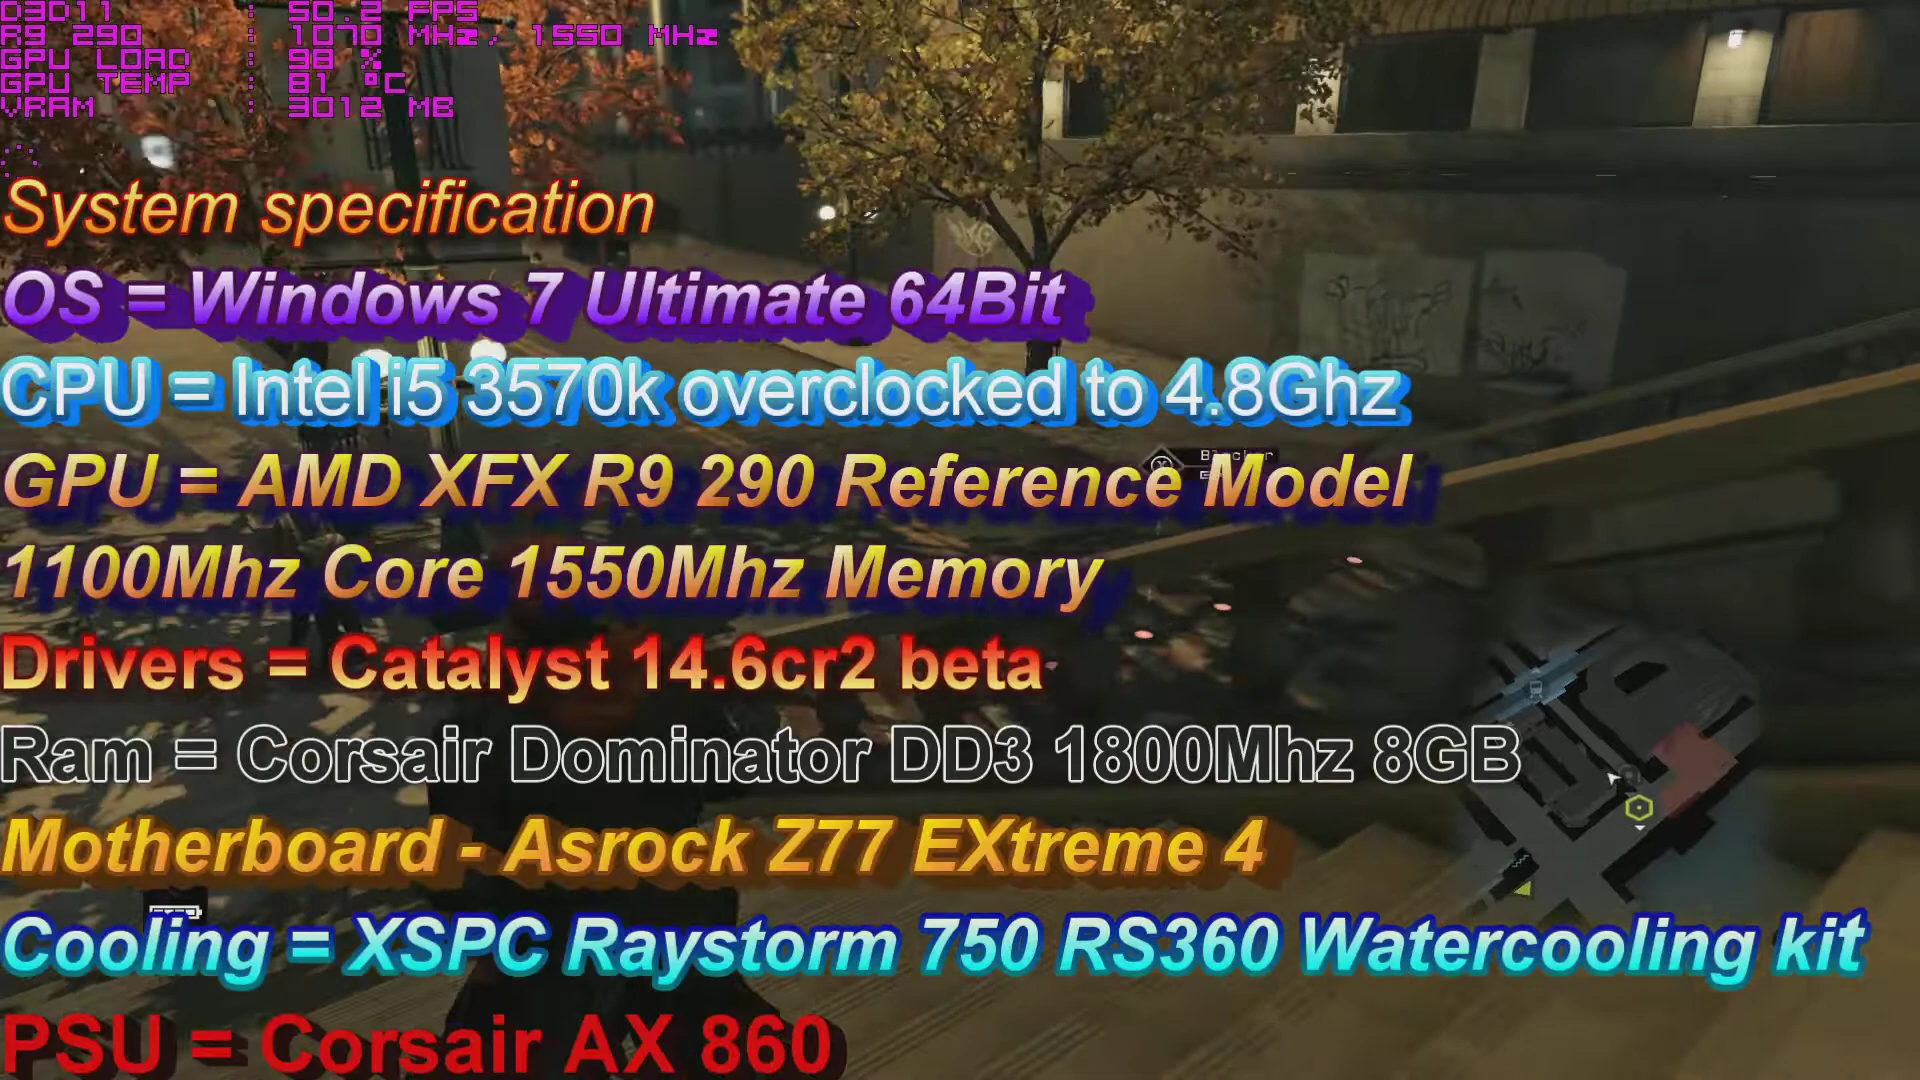 D3D11 : 50.2 FPS
R9 290 : 1070 MHz, 1550 MHz
GPU LOAD : 98 %
GPU TEMP : 81 °C
VRAM : 3012 MB
System specification
OS = Windows 7 Ultimate 64Bit
CPU = Intel i5 3570k overclocked to 4.8Ghz
GPU = AMD XFX R9 290 Reference Model
1100Mhz Core 1550Mhz Memory
Drivers = Catalyst 14.6cr2 beta
Ram = Corsair Dominator DD3 1800Mhz 8GB
Motherboard - Asrock Z77 EXtreme 4
Cooling = XSPC Raystorm 750 RS360 Watercooling kit
PSU = Corsair AX 860